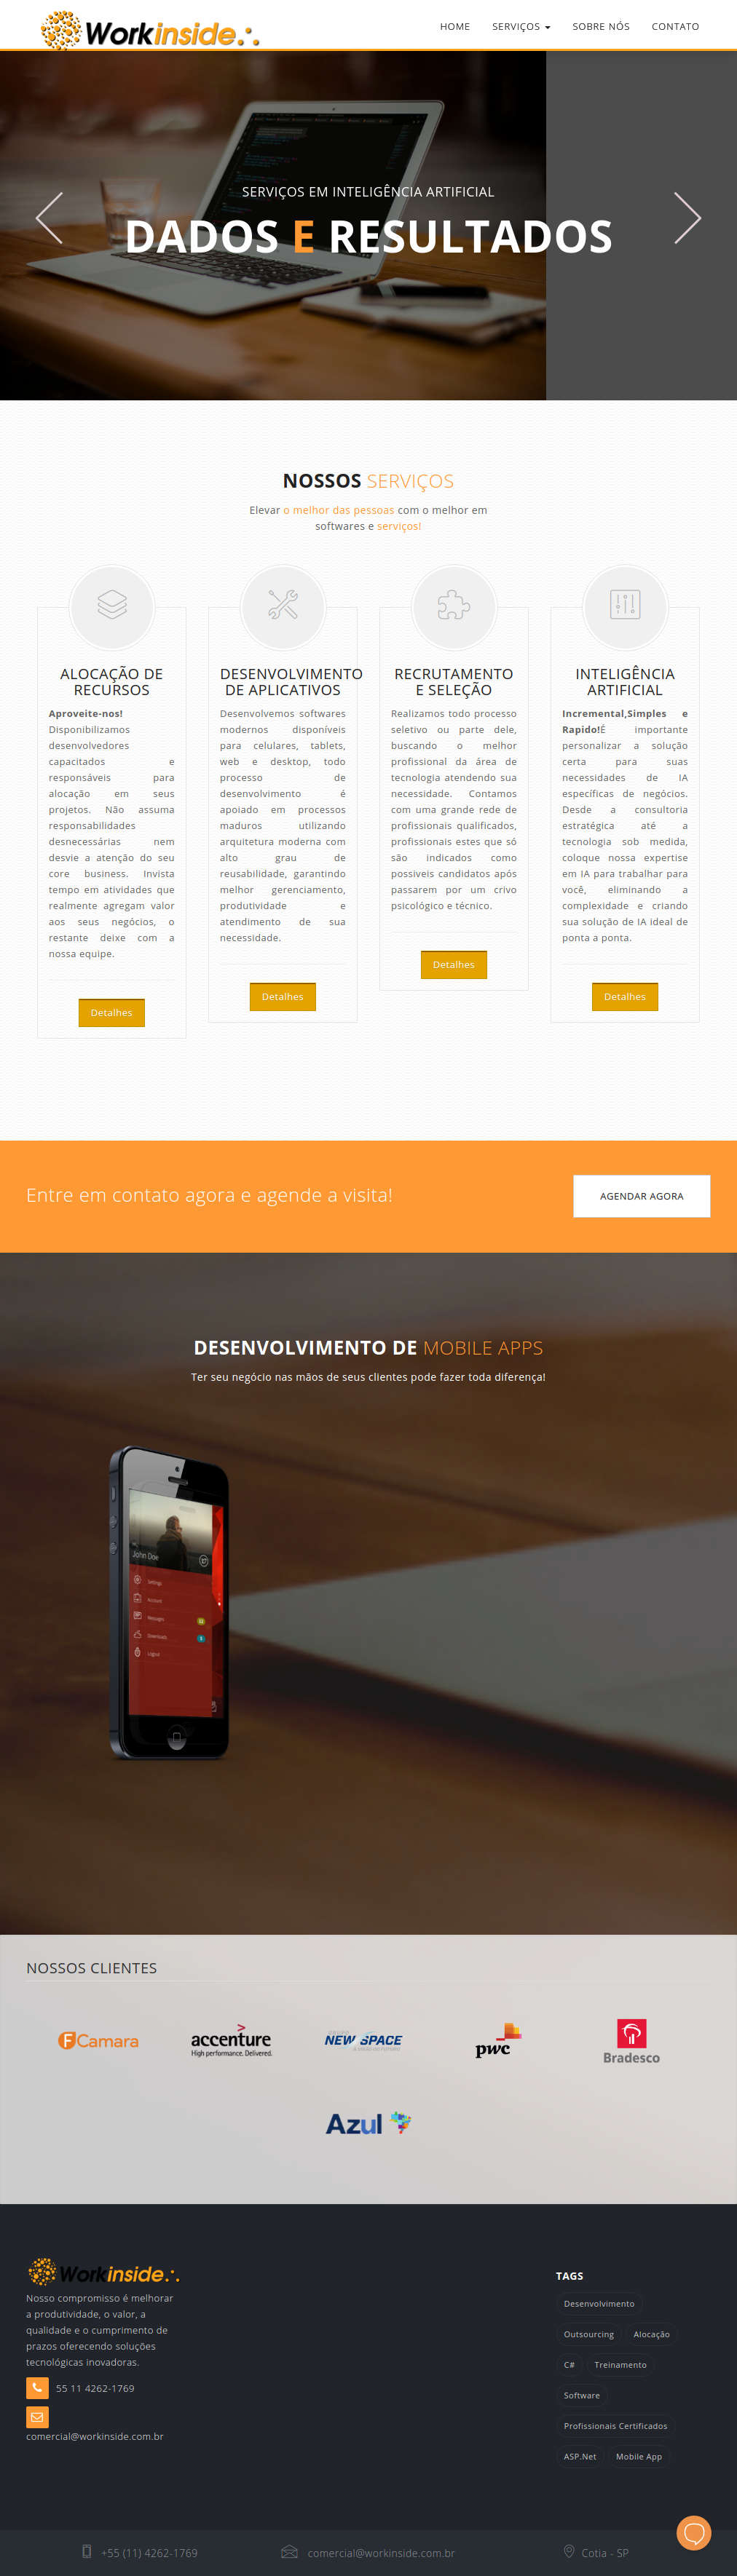 Workinside
HOME
SERVIÇOS
SOBRE NÓS
CONTATO
SERVIÇOS EM INTELIGÊNCIA ARTIFICIAL
DADOS E RESULTADOS
NOSSOS SERVIÇOS
Elevar o melhor das pessoas com o melhor em
softwares e serviços!
ALOCAÇÃO DE
RECURSOS
Aproveite-nos!
Disponibilizamos
desenvolvedores
capacitados e
responsáveis para
alocação em seus
projetos. Não assuma
responsabilidades
desnecessárias nem
desvie a atenção do seu
core business. Invista
tempo em atividades que
realmente agregam valor
aos seus negócios, o
restante deixe com a
nossa equipe.
Detalhes
DESENVOLVIMENTO
DE APLICATIVOS
Desenvolvemos softwares
modernos disponíveis
para celulares, tablets,
web e desktop, todo
processo de
desenvolvimento é
apoiado em processos
maduros utilizando
arquitetura moderna com
alto grau de
reusabilidade, garantindo
melhor gerenciamento,
produtividade e
atendimento de sua
necessidade.
Detalhes
RECRUTAMENTO
E SELEÇÃO
Realizamos todo processo
seletivo ou parte dele,
buscando o melhor
profissional da área de
tecnologia atendendo sua
necessidade. Contamos
com uma grande rede de
profissionais qualificados,
profissionais estes que só
são indicados como
possiveis candidatos após
passarem por um crivo
psicológico e técnico.
Detalhes
INTELIGÊNCIA
ARTIFICIAL
Incremental,Simples e
Rapido!É importante
personalizar a solução
certa para suas
necessidades de IA
específicas de negócios.
Desde a consultoria
estratégica até a
tecnologia sob medida,
coloque nossa expertise
em IA para trabalhar para
você, eliminando a
complexidade e criando
sua solução de IA ideal de
ponta a ponta.
Detalhes
Entre em contato agora e agende a visita!
AGENDAR AGORA
DESENVOLVIMENTO DE MOBILE APPS
Ter seu negócio nas mãos de seus clientes pode fazer toda diferença!
John Doe
Settings
Account
Messages
Downloads
Logout
NOSSOS CLIENTES
FCamara
accenture
High performance. Delivered.
NEW SPACE
pwc
Bradesco
Azul
Workinside
Nosso compromisso é melhorar
a produtividade, o valor, a
qualidade e o cumprimento de
prazos oferecendo soluções
tecnológicas inovadoras.
55 11 4262-1769
comercial@workinside.com.br
TAGS
Desenvolvimento
Outsourcing
Alocação
C#
Treinamento
Software
Profissionais Certificados
ASP.Net
Mobile App
+55 (11) 4262-1769
comercial@workinside.com.br
Cotia - SP